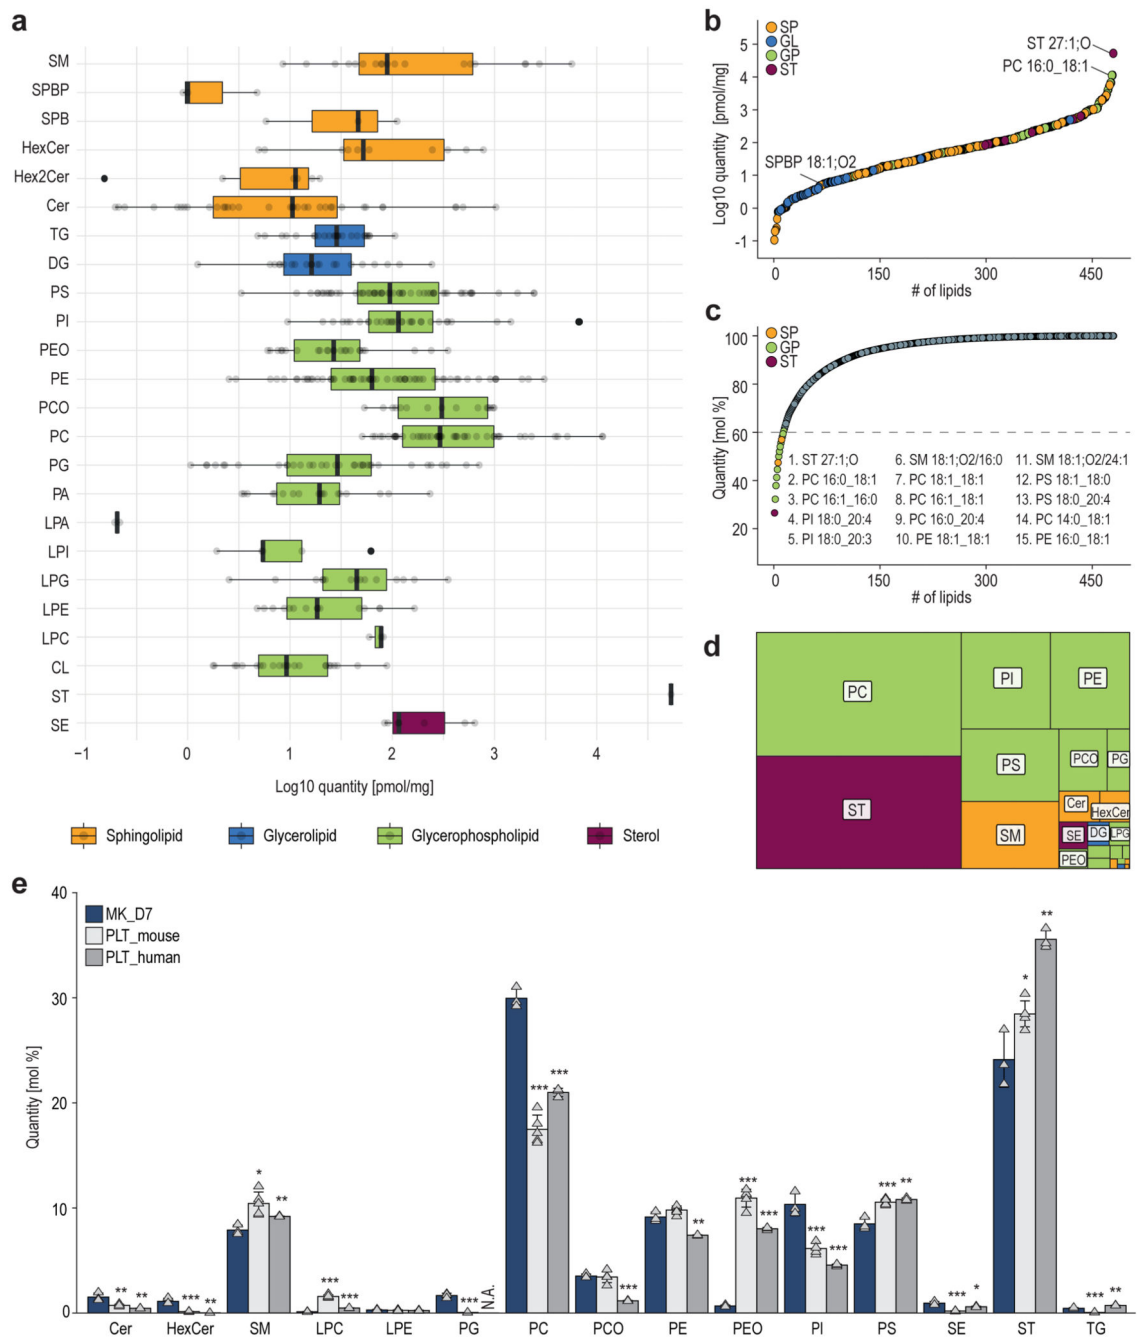 a
SM
SPBP
SPB
HexCer
Hex2Cer
Cer
TG
DG
PS
PI
PEO
PE
PCO
PC
PG
PA
LPA
LPI
LPG
LPE
LPC
CL
ST
SE
−1 0 1 2 3 4
Log10 quantity [pmol/mg]
Sphingolipid Glycerolipid Glycerophospholipid Sterol
b
SP
GL
GP
ST
ST 27:1;O
PC 16:0_18:1
SPBP 18:1;O2
Log10 quantity [pmol/mg]
5
4
3
2
1
0
-1
0 150 300 450
# of lipids
c
SP
GP
ST
Quantity [mol %]
100
80
60
40
20
1. ST 27:1;O 6. SM 18:1;O2/16:0 11. SM 18:1;O2/24:1
2. PC 16:0_18:1 7. PC 18:1_18:1 12. PS 18:1_18:0
3. PC 16:1_16:0 8. PC 16:1_18:1 13. PS 18:0_20:4
4. PI 18:0_20:4 9. PC 16:0_20:4 14. PC 14:0_18:1
5. PI 18:0_20:3 10. PE 18:1_18:1 15. PE 16:0_18:1
0 150 300 450
# of lipids
d
PC
PI
PE
PS
PCO
PG
ST
SM
Cer
HexCer
SE
DG
LPG
PEO
e
MK_D7
PLT_mouse
PLT_human
Quantity [mol %]
40
30
20
10
0
** **
*** **
* **
*** ***
***
N.A.
*** ***
***
**
*** ***
*** ***
*** **
** *
* **
*** **
Cer HexCer SM LPC LPE PG PC PCO PE PEO PI PS SE ST TG